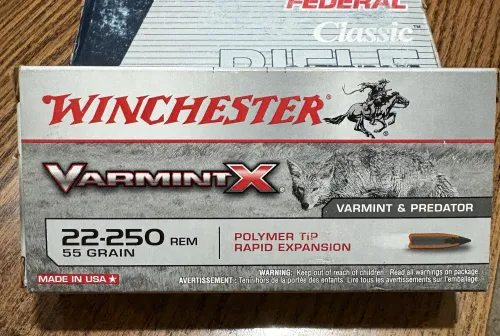 FEDERAL
Classic™
RIFLE
WINCHESTER®
VARMINT X®
VARMINT & PREDATOR
22-250 REM
55 GRAIN
POLYMER TIP
RAPID EXPANSION
MADE IN USA★
WARNING: Keep out of reach of children. Read all warnings on package.
AVERTISSEMENT: Tenir hors de la portée des enfants. Lire tous les avertissements sur l'emballage.